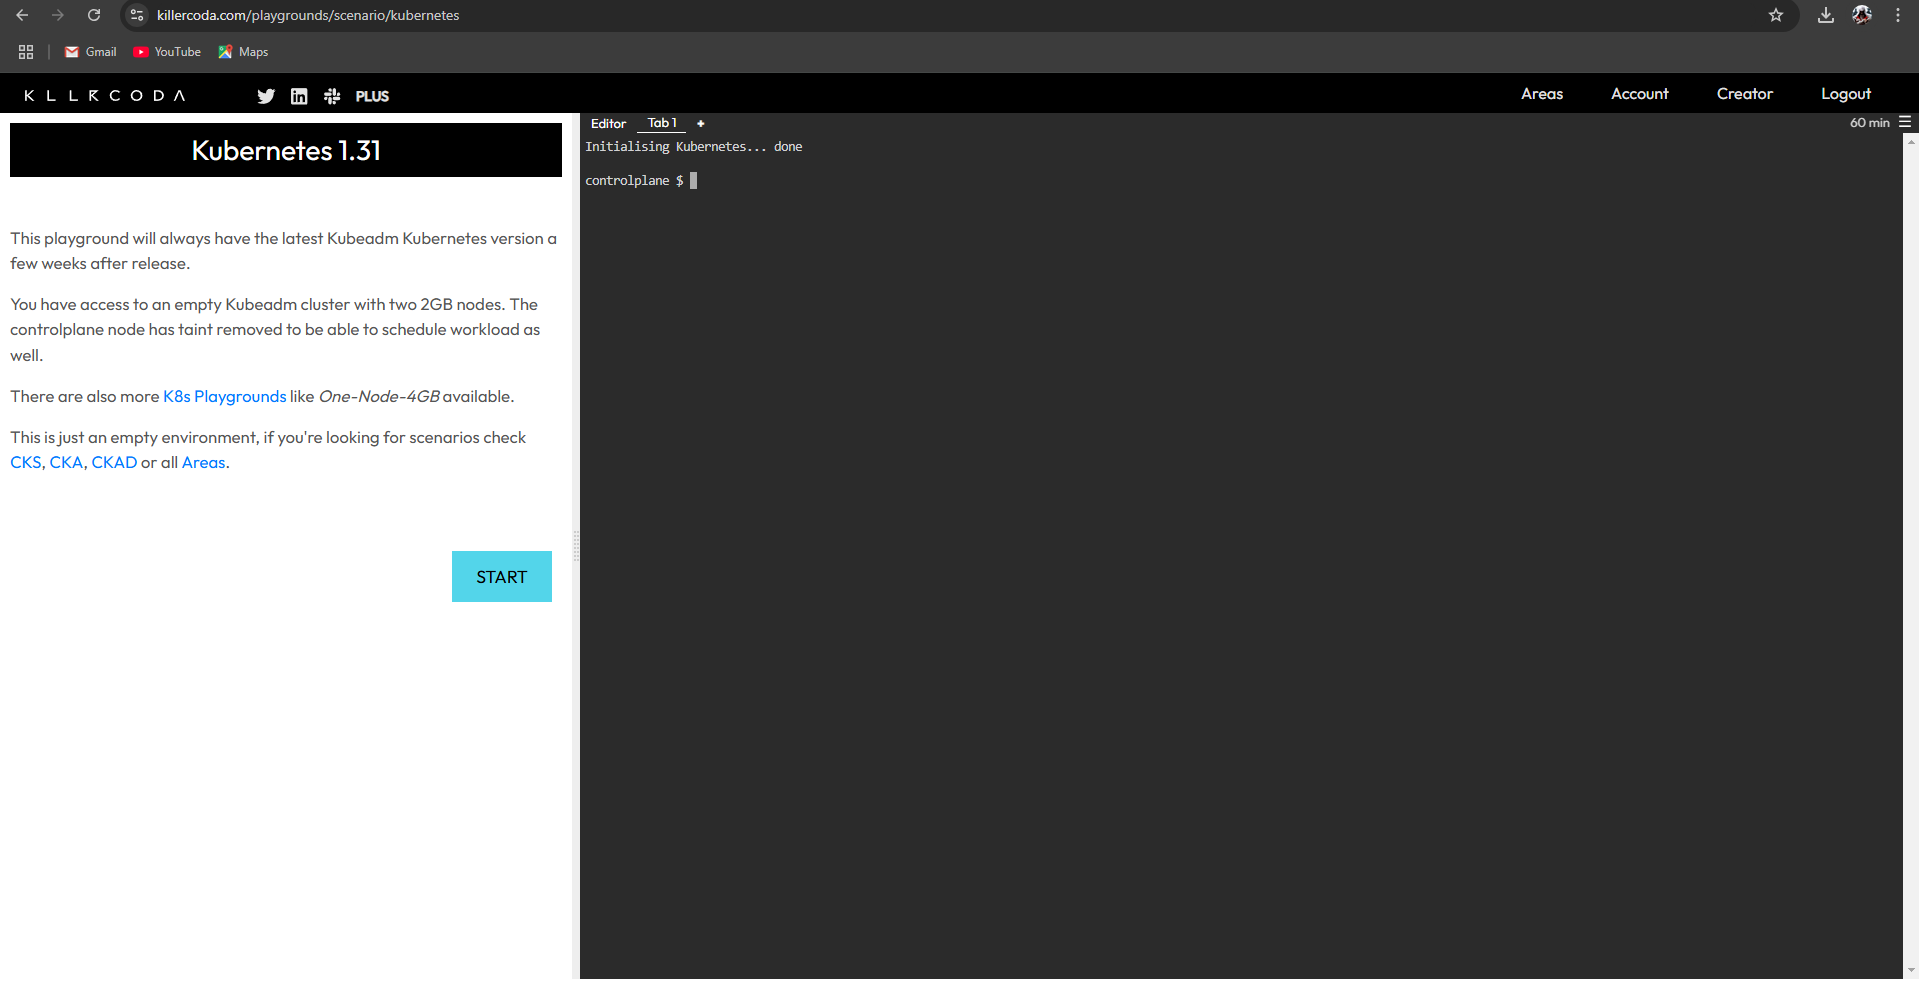 killercoda.com/playgrounds/scenario/kubernetes
Gmail YouTube Maps
KLLRCODA PLUS Areas Account Creator Logout
Editor Tab 1 + 60 min
Kubernetes 1.31
This playground will always have the latest Kubeadm Kubernetes version a
few weeks after release.
You have access to an empty Kubeadm cluster with two 2GB nodes. The
controlplane node has taint removed to be able to schedule workload as
well.
There are also more K8s Playgrounds like One-Node-4GB available.
This is just an empty environment, if you're looking for scenarios check
CKS, CKA, CKAD or all Areas.
START
Initialising Kubernetes... done
controlplane $